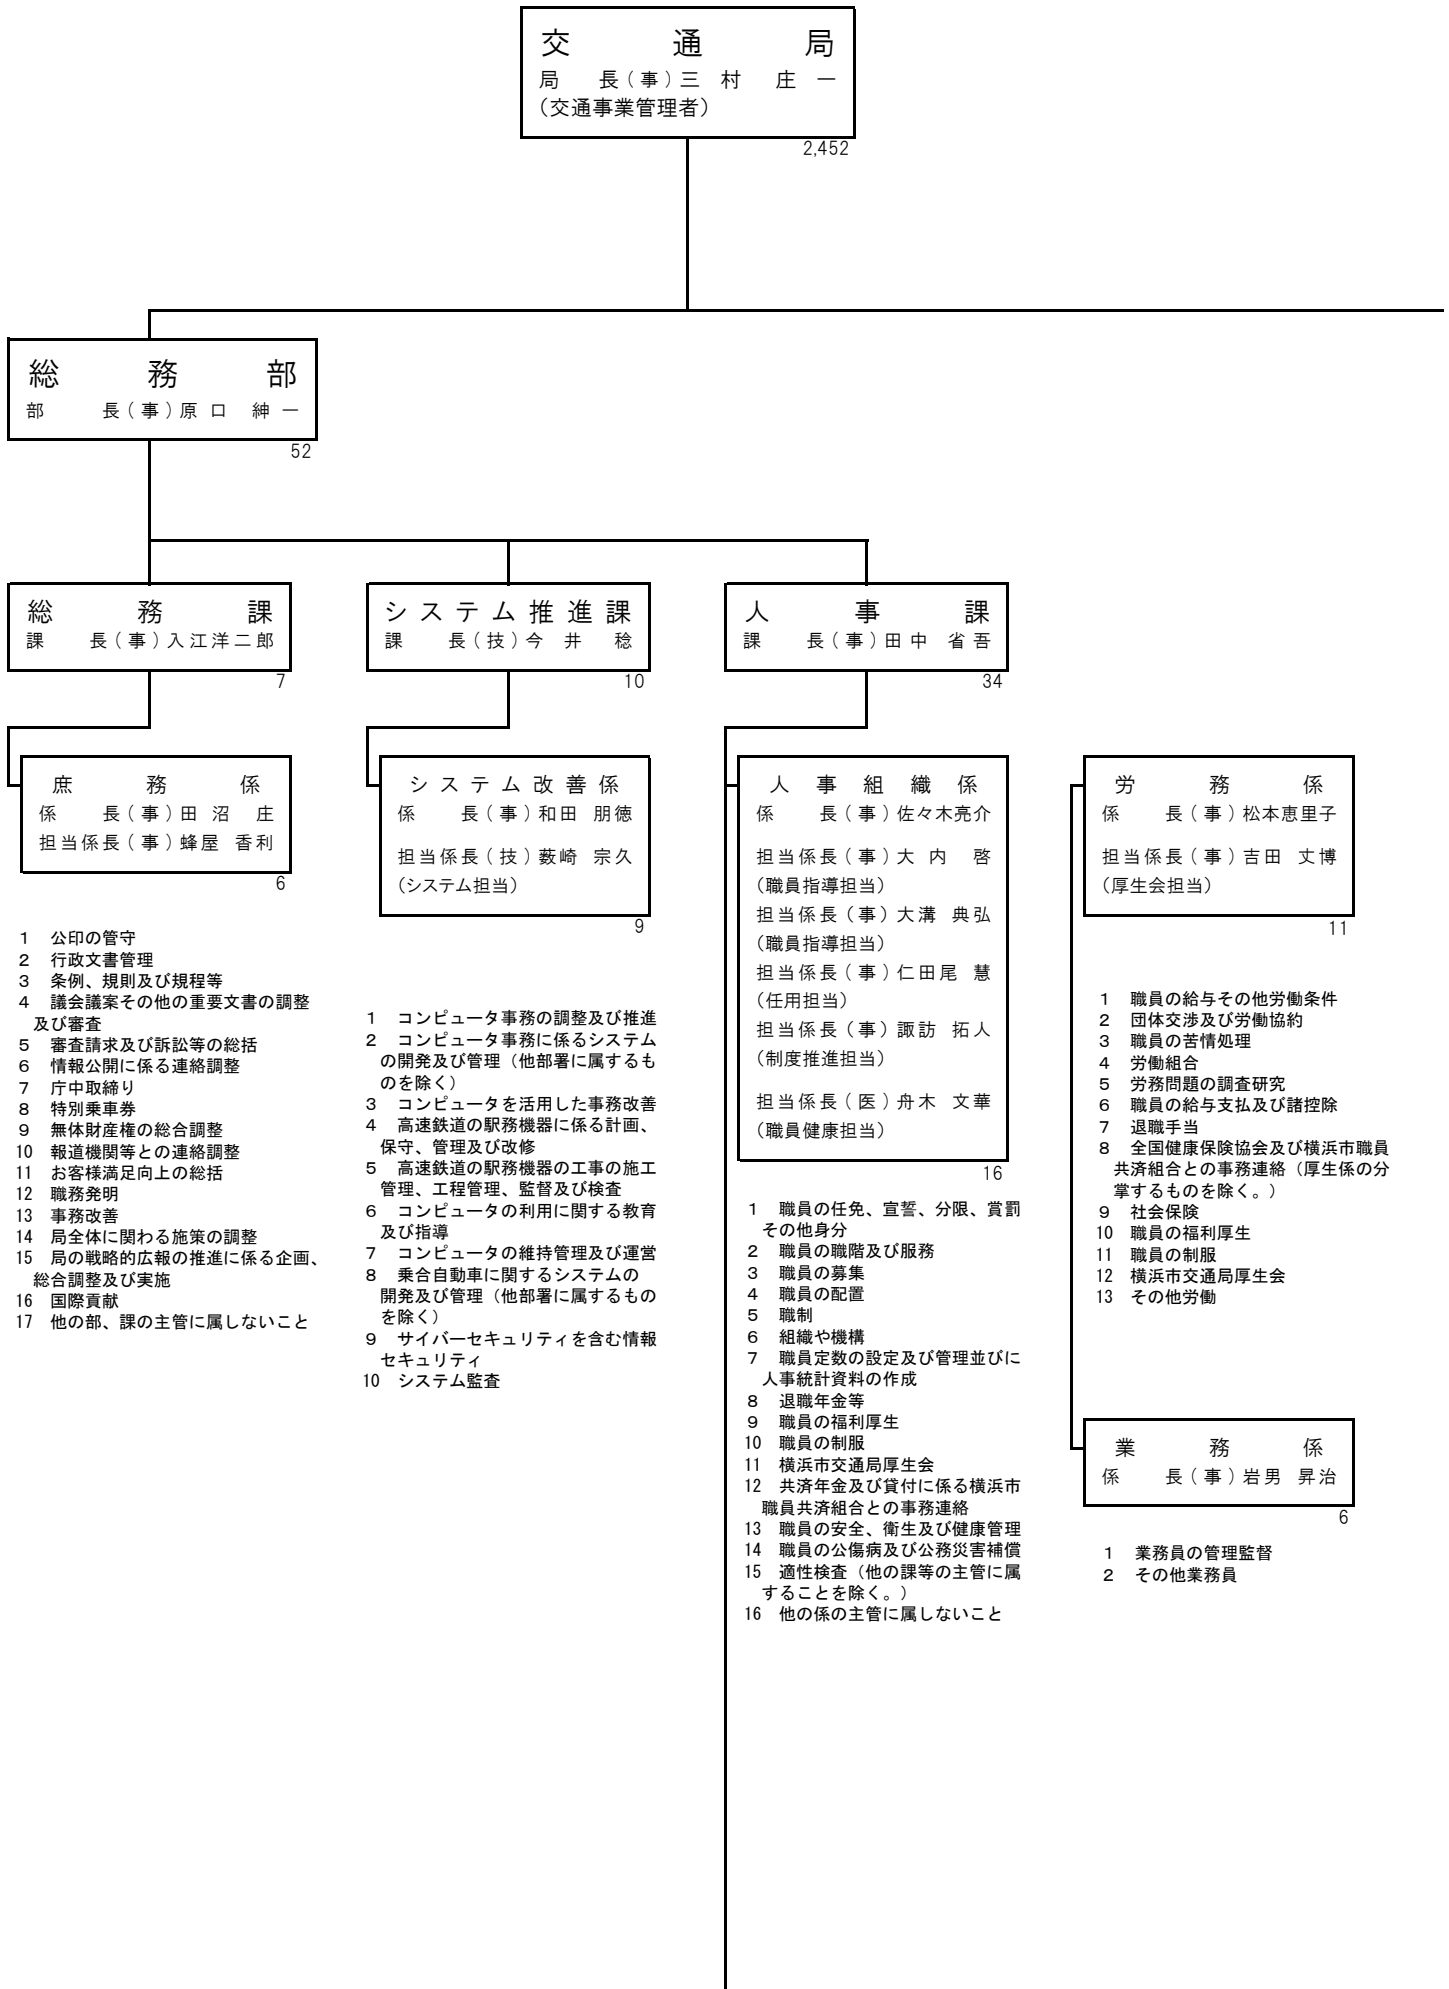 交通局
局長(事)三村 庄一
(交通事業管理者)
2,452
総務部
部長(事)原口 紳一
52
総務課
課長(事)入江洋二郎
7
システム推進課
課長(技)今井 稔
10
人事課
課長(事)田中 省吾
34
庶務係
係長(事)田沼 庄
担当係長(事)蜂屋 香利
6
1 公印の管守
2 行政文書管理
3 条例、規則及び規程等
4 議会議案その他の重要文書の調整
及び審査
5 審査請求及び訴訟等の総括
6 情報公開に係る連絡調整
7 庁中取締り
8 特別乗車券
9 無体財産権の総合調整
10 報道機関等との連絡調整
11 お客様満足向上の総括
12 職務発明
13 事務改善
14 局全体に関わる施策の調整
15 局の戦略的広報の推進に係る企画、
総合調整及び実施
16 国際貢献
17 他の部、課の主管に属しないこと
システム改善係
係長(事)和田 朋徳
担当係長(技)薮崎 宗久
(システム担当)
9
1 コンピュータ事務の調整及び推進
2 コンピュータ事務に係るシステム
の開発及び管理(他部署に属するも
のを除く)
3 コンピュータを活用した事務改善
4 高速鉄道の駅務機器に係る計画、
保守、管理及び改修
5 高速鉄道の駅務機器の工事の施工
管理、工程管理、監督及び検査
6 コンピュータの利用に関する教育
及び指導
7 コンピュータの維持管理及び運営
8 乗合自動車に関するシステムの
開発及び管理(他部署に属するもの
を除く)
9 サイバーセキュリティを含む情報
セキュリティ
10 システム監査
人事組織係
係長(事)佐々木亮介
担当係長(事)大内 啓
(職員指導担当)
担当係長(事)大溝 典弘
(職員指導担当)
担当係長(事)仁田尾 慧
(任用担当)
担当係長(事)諏訪 拓人
(制度推進担当)
担当係長(医)舟木 文華
(職員健康担当)
16
1 職員の任免、宣誓、分限、賞罰
その他身分
2 職員の職階及び服務
3 職員の募集
4 職員の配置
5 職制
6 組織や機構
7 職員定数の設定及び管理並びに
人事統計資料の作成
8 退職年金等
9 職員の福利厚生
10 職員の制服
11 横浜市交通局厚生会
12 共済年金及び貸付に係る横浜市
職員共済組合との事務連絡
13 職員の安全、衛生及び健康管理
14 職員の公傷病及び公務災害補償
15 適性検査(他の課等の主管に属
することを除く。)
16 他の係の主管に属しないこと
労務係
係長(事)松本恵里子
担当係長(事)吉田 丈博
(厚生会担当)
11
1 職員の給与その他労働条件
2 団体交渉及び労働協約
3 職員の苦情処理
4 労働組合
5 労務問題の調査研究
6 職員の給与支払及び諸控除
7 退職手当
8 全国健康保険協会及び横浜市職員
共済組合との事務連絡(厚生係の分
掌するものを除く。)
9 社会保険
10 職員の福利厚生
11 職員の制服
12 横浜市交通局厚生会
13 その他労働
業務係
係長(事)岩男 昇治
6
1 業務員の管理監督
2 その他業務員